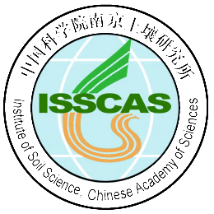 中国科学院南京土壤研究所
ISSCAS
Institute of Soil Science, Chinese Academy of Sciences